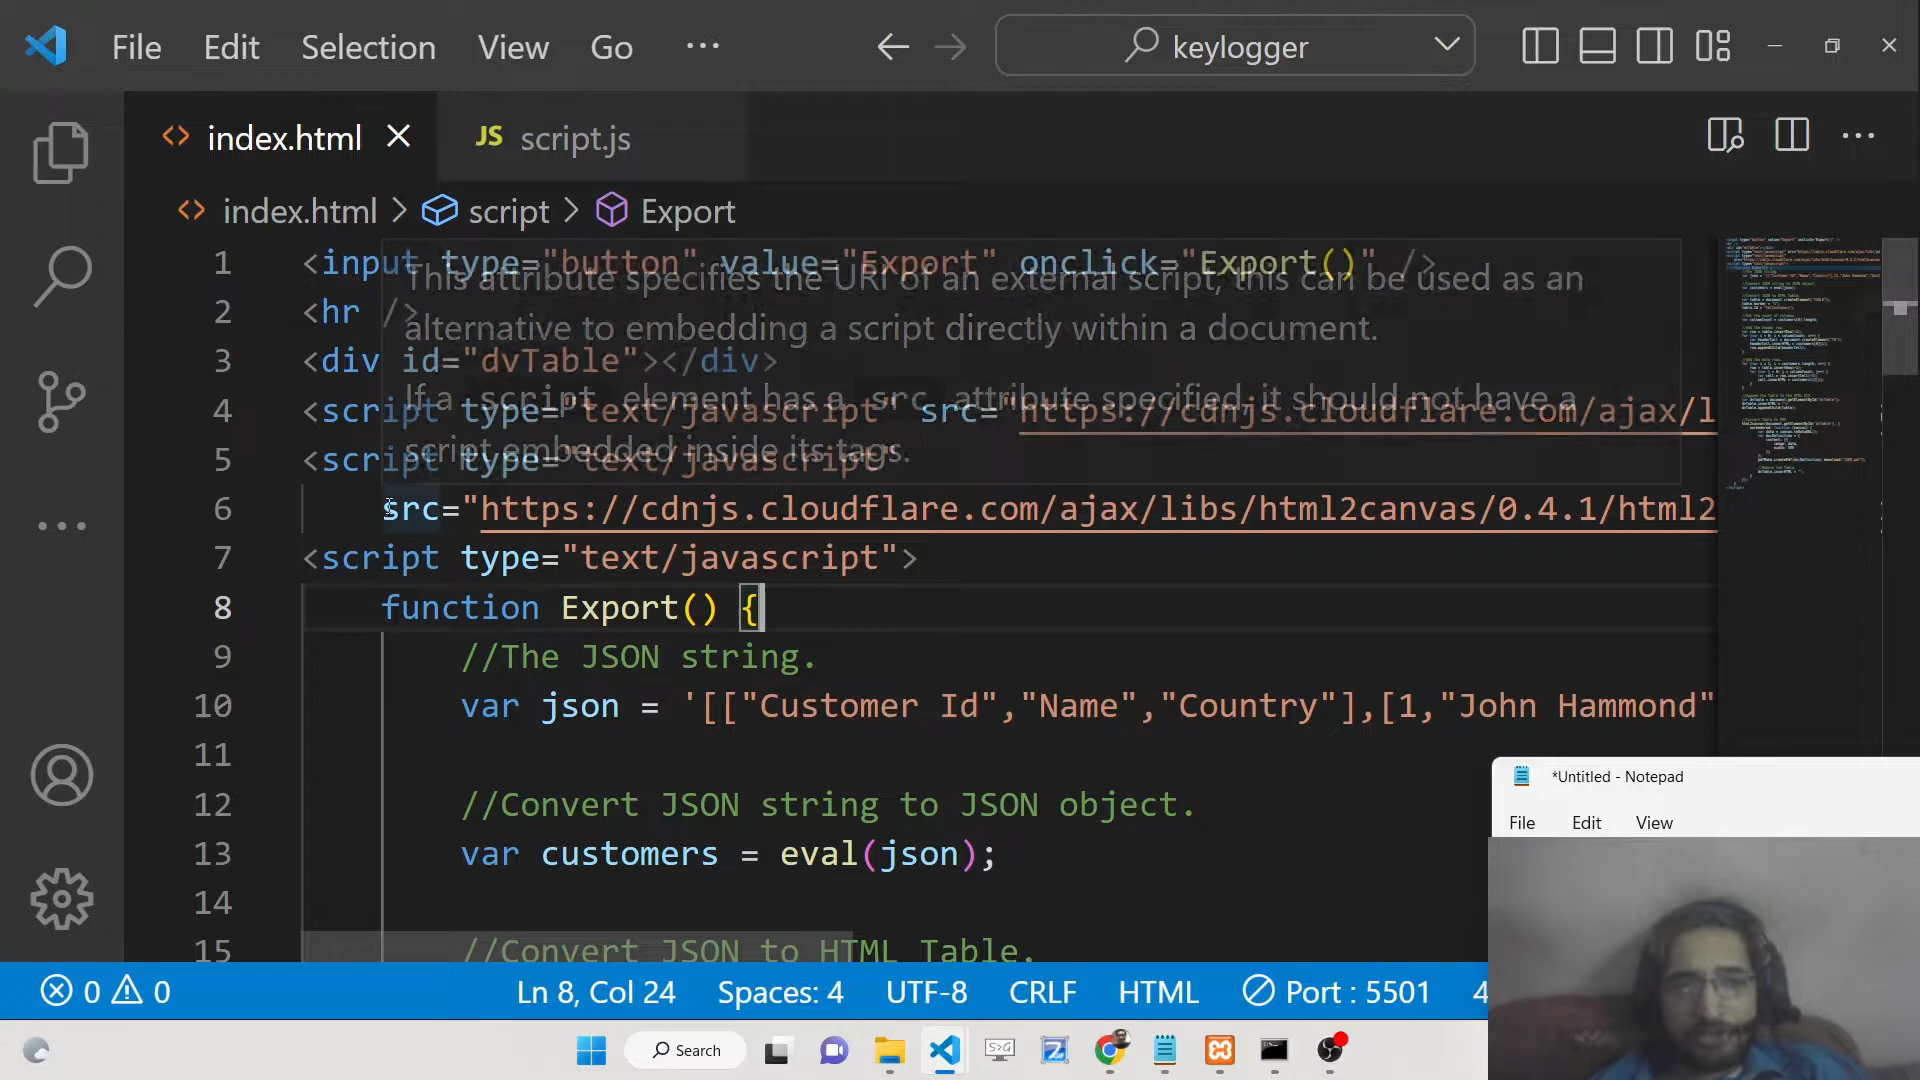 File Edit Selection View Go ··· keylogger
index.html JS script.js
index.html > script > Export
This attribute specifies the URI of an external script; this can be used as an
alternative to embedding a script directly within a document.
If a script element has a src attribute specified, it should not have a
script embedded inside its tags.
1 <input type="button" value="Export" onclick="Export()" />
2 <hr />
3 <div id="dvTable"></div>
4 <script type="text/javascript" src="https://cdnjs.cloudflare.com/ajax/l
5 <script type="text/javascript"
6 src="https://cdnjs.cloudflare.com/ajax/libs/html2canvas/0.4.1/html2
7 <script type="text/javascript">
8 function Export() {
9 //The JSON string.
10 var json = '[["Customer Id","Name","Country"],[1,"John Hammond"
11
12 //Convert JSON string to JSON object.
13 var customers = eval(json);
14
15 //Convert JSON to HTML Table.
*Untitled - Notepad
File Edit View
0 0 Ln 8, Col 24 Spaces: 4 UTF-8 CRLF HTML Port : 5501 4
Search